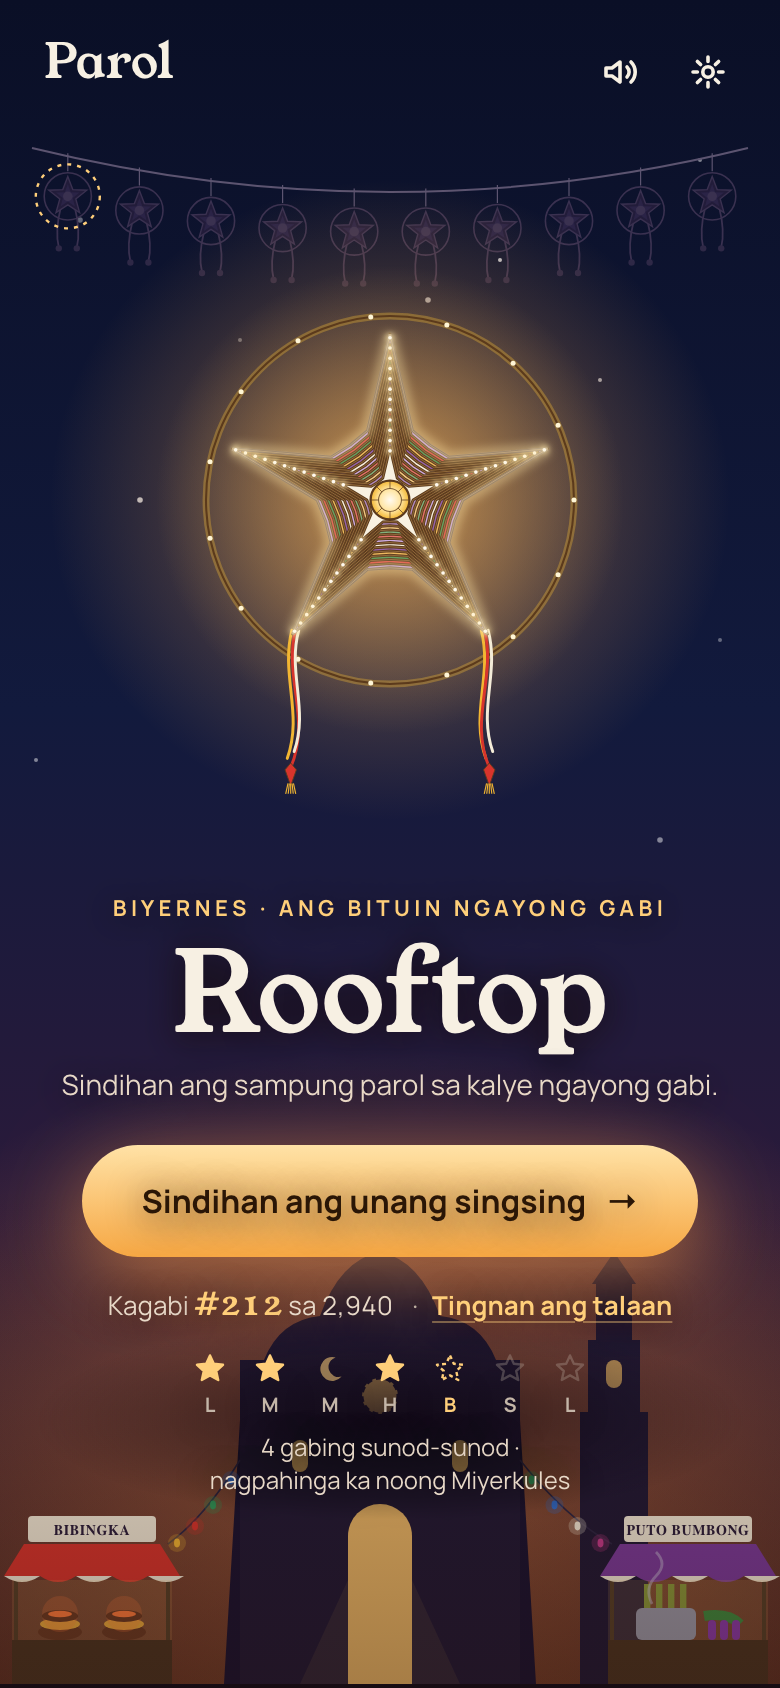 Parol
BIYERNES · ANG BITUIN NGAYONG GABI
Rooftop
Sindihan ang sampung parol sa kalye ngayong gabi.
Sindihan ang unang singsing →
Kagabi #212 sa 2,940 · Tingnan ang talaan
L M M H B S L
4 gabing sunod-sunod ·
nagpahinga ka noong Miyerkules
BIBINGKA
PUTO BUMBONG